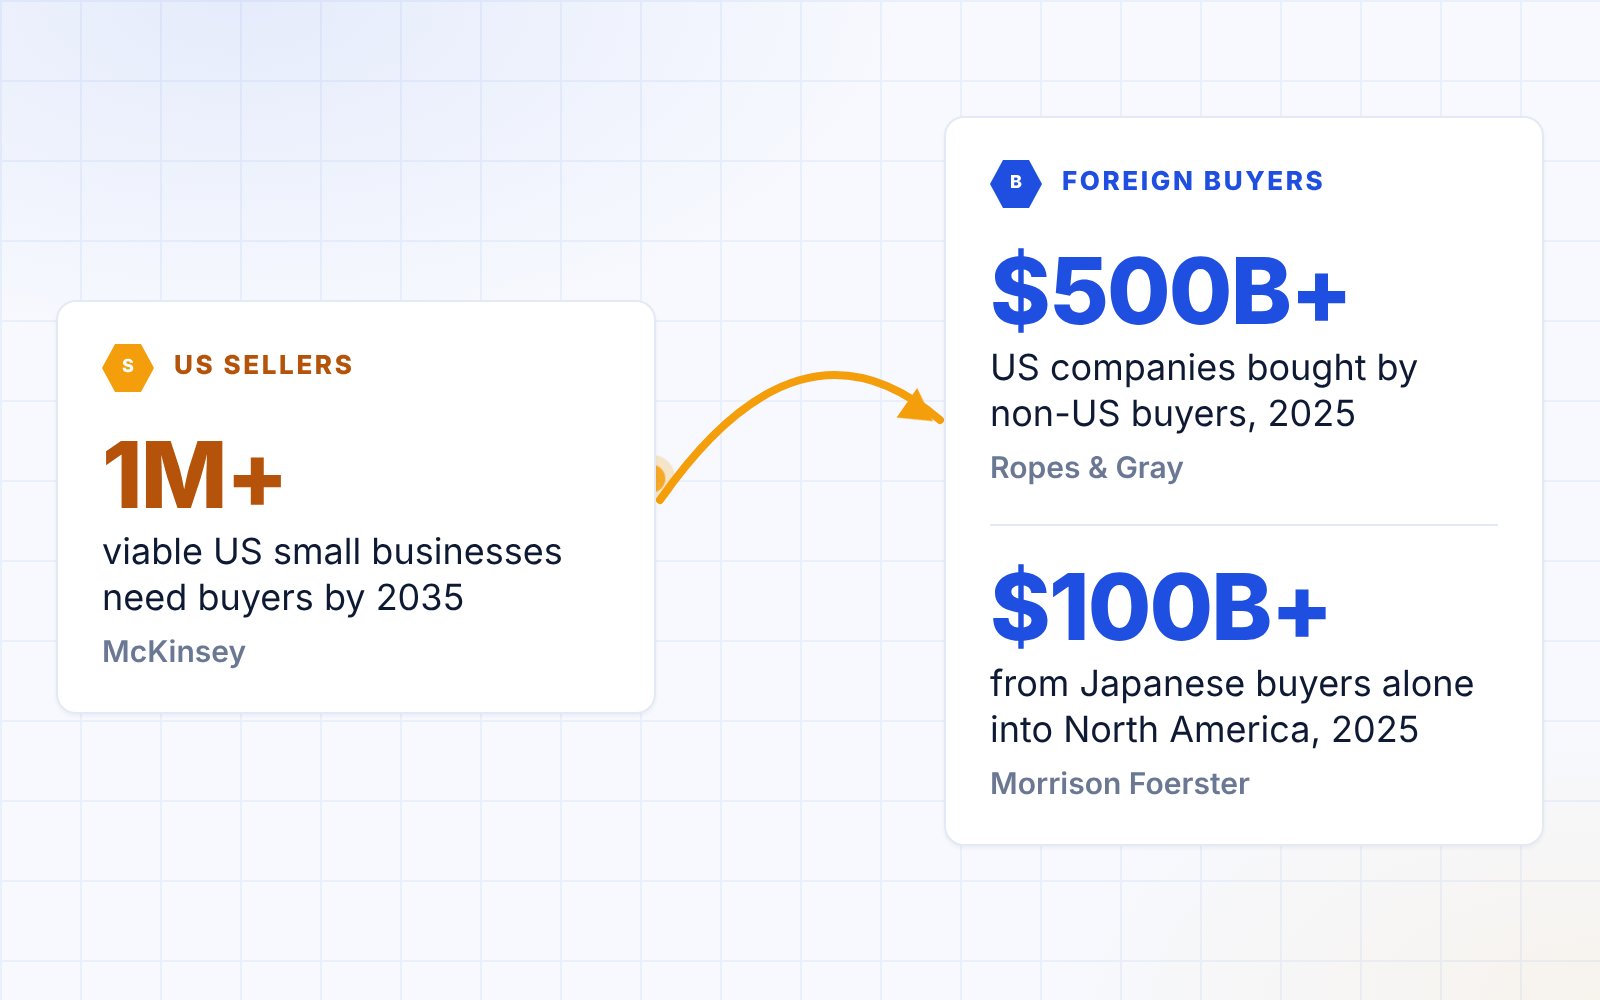 S US SELLERS
1M+
viable US small businesses
need buyers by 2035
McKinsey
B FOREIGN BUYERS
$500B+
US companies bought by
non-US buyers, 2025
Ropes & Gray
$100B+
from Japanese buyers alone
into North America, 2025
Morrison Foerster